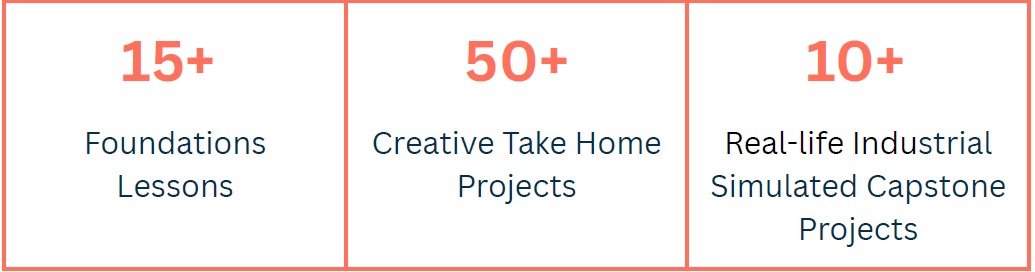 15+
Foundations
Lessons
50+
Creative Take Home
Projects
10+
Real-life Industrial
Simulated Capstone
Projects